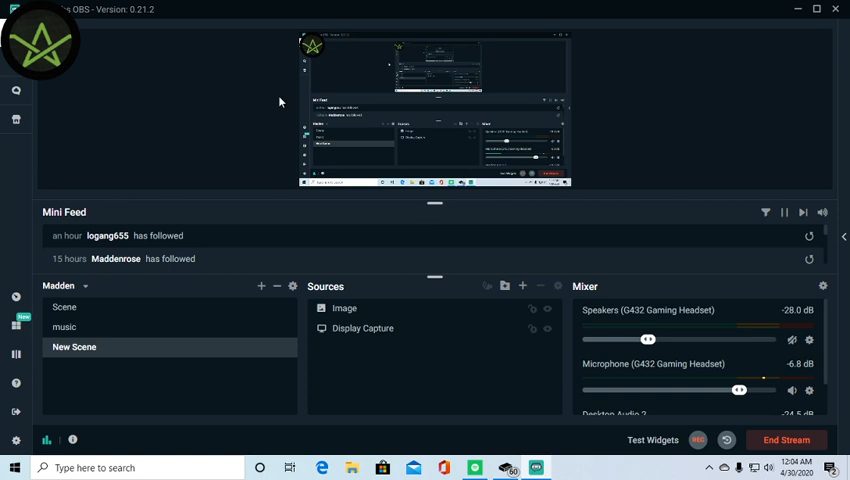 bs OBS - Version: 0.21.2
Mini Feed
an hour logang655 has followed
15 hours Maddenrose has followed
Madden
Scene
music
New Scene
Sources
Image
Display Capture
Mixer
Speakers (G432 Gaming Headset) -28.0 dB
Microphone (G432 Gaming Headset) -6.8 dB
Desktop Audio 2 -24.5 dB
New
Test Widgets
REC
End Stream
Type here to search
60
12:04 AM
4/30/2020
2